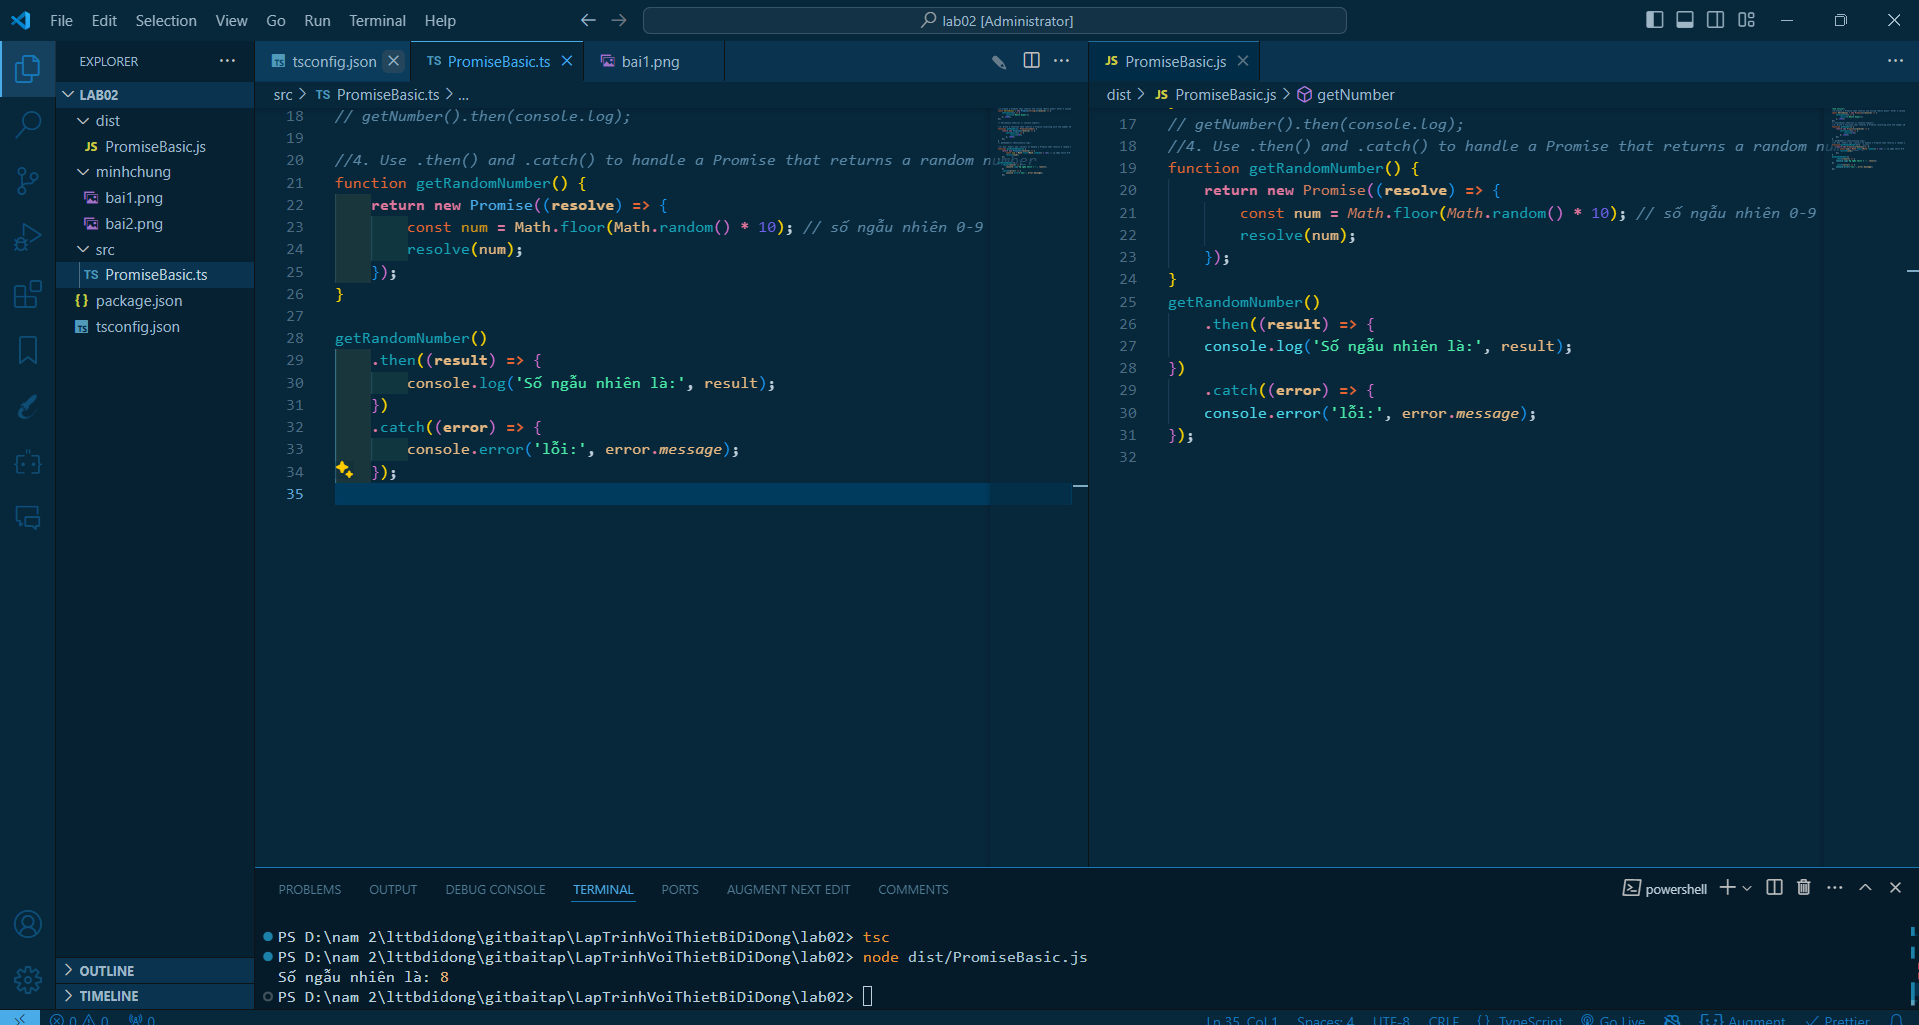 File Edit Selection View Go Run Terminal Help
lab02 [Administrator]
EXPLORER
LAB02
dist
JS PromiseBasic.js
minhchung
bai1.png
bai2.png
src
TS PromiseBasic.ts
{} package.json
TS tsconfig.json
OUTLINE
TIMELINE
TS tsconfig.json
TS PromiseBasic.ts
bai1.png
src > TS PromiseBasic.ts > ...
18 // getNumber().then(console.log);
19
20 //4. Use .then() and .catch() to handle a Promise that returns a random number
21 function getRandomNumber() {
22 return new Promise((resolve) => {
23 const num = Math.floor(Math.random() * 10); // số ngẫu nhiên 0-9
24 resolve(num);
25 });
26 }
27
28 getRandomNumber()
29 .then((result) => {
30 console.log('Số ngẫu nhiên là:', result);
31 })
32 .catch((error) => {
33 console.error('lỗi:', error.message);
34 });
35
JS PromiseBasic.js
dist > JS PromiseBasic.js > getNumber
17 // getNumber().then(console.log);
18 //4. Use .then() and .catch() to handle a Promise that returns a random
19 function getRandomNumber() {
20 return new Promise((resolve) => {
21 const num = Math.floor(Math.random() * 10); // số ngẫu nhiên 0-9
22 resolve(num);
23 });
24 }
25 getRandomNumber()
26 .then((result) => {
27 console.log('Số ngẫu nhiên là:', result);
28 })
29 .catch((error) => {
30 console.error('lỗi:', error.message);
31 });
32
PROBLEMS OUTPUT DEBUG CONSOLE TERMINAL PORTS AUGMENT NEXT EDIT COMMENTS
powershell
PS D:\nam 2\lttbdidong\gitbaitap\LapTrinhVoiThietBiDiDong\lab02> tsc
PS D:\nam 2\lttbdidong\gitbaitap\LapTrinhVoiThietBiDiDong\lab02> node dist/PromiseBasic.js
Số ngẫu nhiên là: 8
PS D:\nam 2\lttbdidong\gitbaitap\LapTrinhVoiThietBiDiDong\lab02>
0 0 0 Ln 35, Col 1 Spaces: 4 UTF-8 CRLF {} TypeScript Go Live Augment Prettier